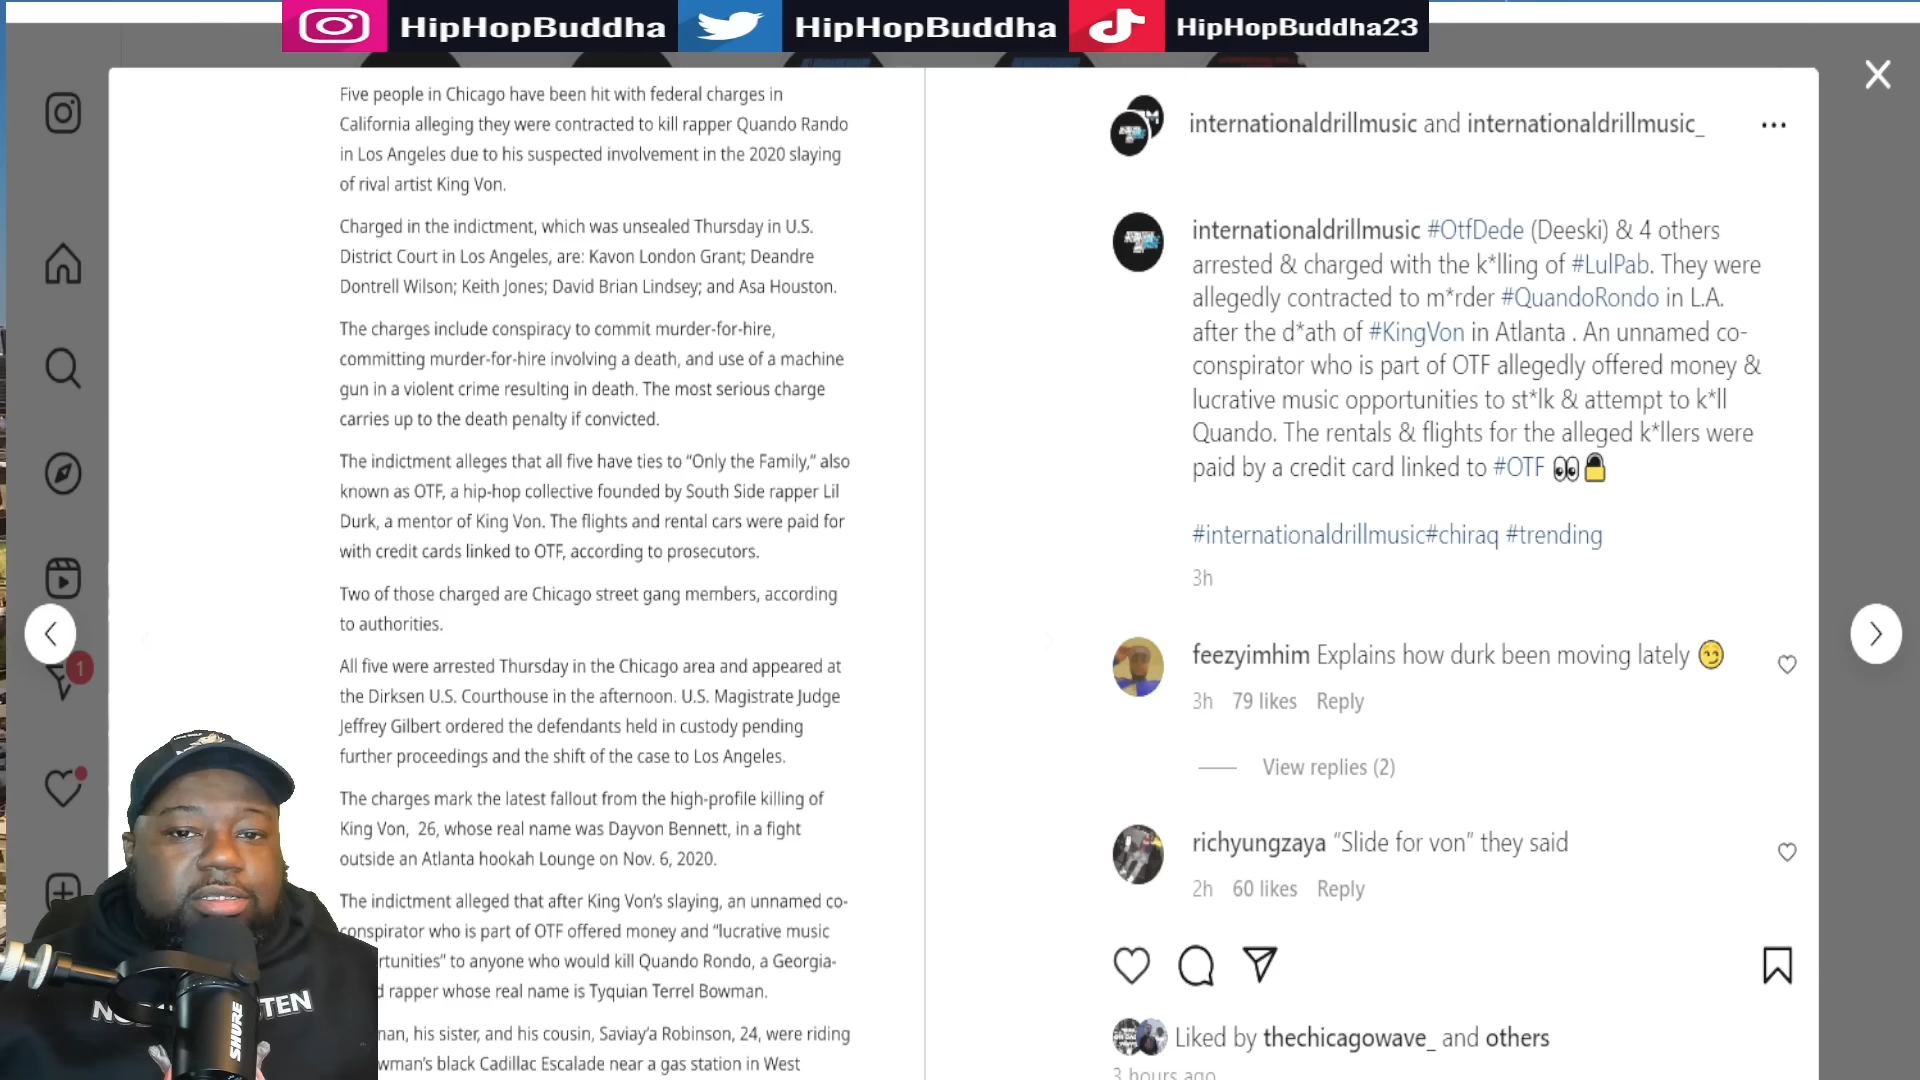 HipHopBuddha HipHopBuddha HipHopBuddha23
Five people in Chicago have been hit with federal charges in
California alleging they were contracted to kill rapper Quando Rando
in Los Angeles due to his suspected involvement in the 2020 slaying
of rival artist King Von.
Charged in the indictment, which was unsealed Thursday in U.S.
District Court in Los Angeles, are: Kavon London Grant; Deandre
Dontrell Wilson; Keith Jones; David Brian Lindsey; and Asa Houston.
The charges include conspiracy to commit murder-for-hire,
committing murder-for-hire involving a death, and use of a machine
gun in a violent crime resulting in death. The most serious charge
carries up to the death penalty if convicted.
The indictment alleges that all five have ties to “Only the Family,” also
known as OTF, a hip-hop collective founded by South Side rapper Lil
Durk, a mentor of King Von. The flights and rental cars were paid for
with credit cards linked to OTF, according to prosecutors.
Two of those charged are Chicago street gang members, according
to authorities.
All five were arrested Thursday in the Chicago area and appeared at
the Dirksen U.S. Courthouse in the afternoon. U.S. Magistrate Judge
Jeffrey Gilbert ordered the defendants held in custody pending
further proceedings and the shift of the case to Los Angeles.
The charges mark the latest fallout from the high-profile killing of
King Von, 26, whose real name was Dayvon Bennett, in a fight
outside an Atlanta hookah Lounge on Nov. 6, 2020.
The indictment alleged that after King Von’s slaying, an unnamed co-
conspirator who is part of OTF offered money and “lucrative music
rtunities” to anyone who would kill Quando Rondo, a Georgia-
d rapper whose real name is Tyquian Terrel Bowman.
man, his sister, and his cousin, Saviay’a Robinson, 24, were riding
wman’s black Cadillac Escalade near a gas station in West
SHURE
TEN
1
internationaldrillmusic and internationaldrillmusic_
internationaldrillmusic #OtfDede (Deeski) & 4 others
arrested & charged with the k*lling of #LulPab. They were
allegedly contracted to m*rder #QuandoRondo in L.A.
after the d*ath of #KingVon in Atlanta . An unnamed co-
conspirator who is part of OTF allegedly offered money &
lucrative music opportunities to st*lk & attempt to k*ll
Quando. The rentals & flights for the alleged k*llers were
paid by a credit card linked to #OTF 👀🔒
#internationaldrillmusic#chiraq #trending
3h
feezyimhim Explains how durk been moving lately 😏
3h 79 likes Reply
View replies (2)
richyungzaya “Slide for von” they said
2h 60 likes Reply
Liked by thechicagowave_ and others
3 hours ago